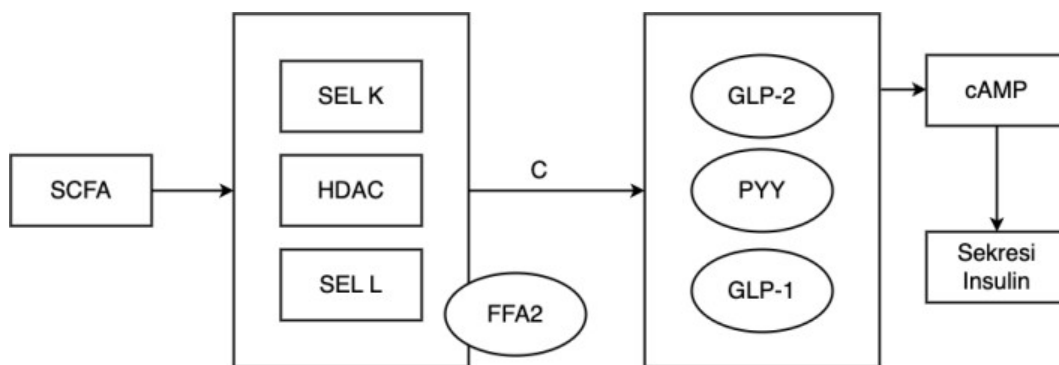 SCFA
SEL K
HDAC
SEL L
FFA2
C
GLP-2
PYY
GLP-1
cAMP
Sekresi
Insulin